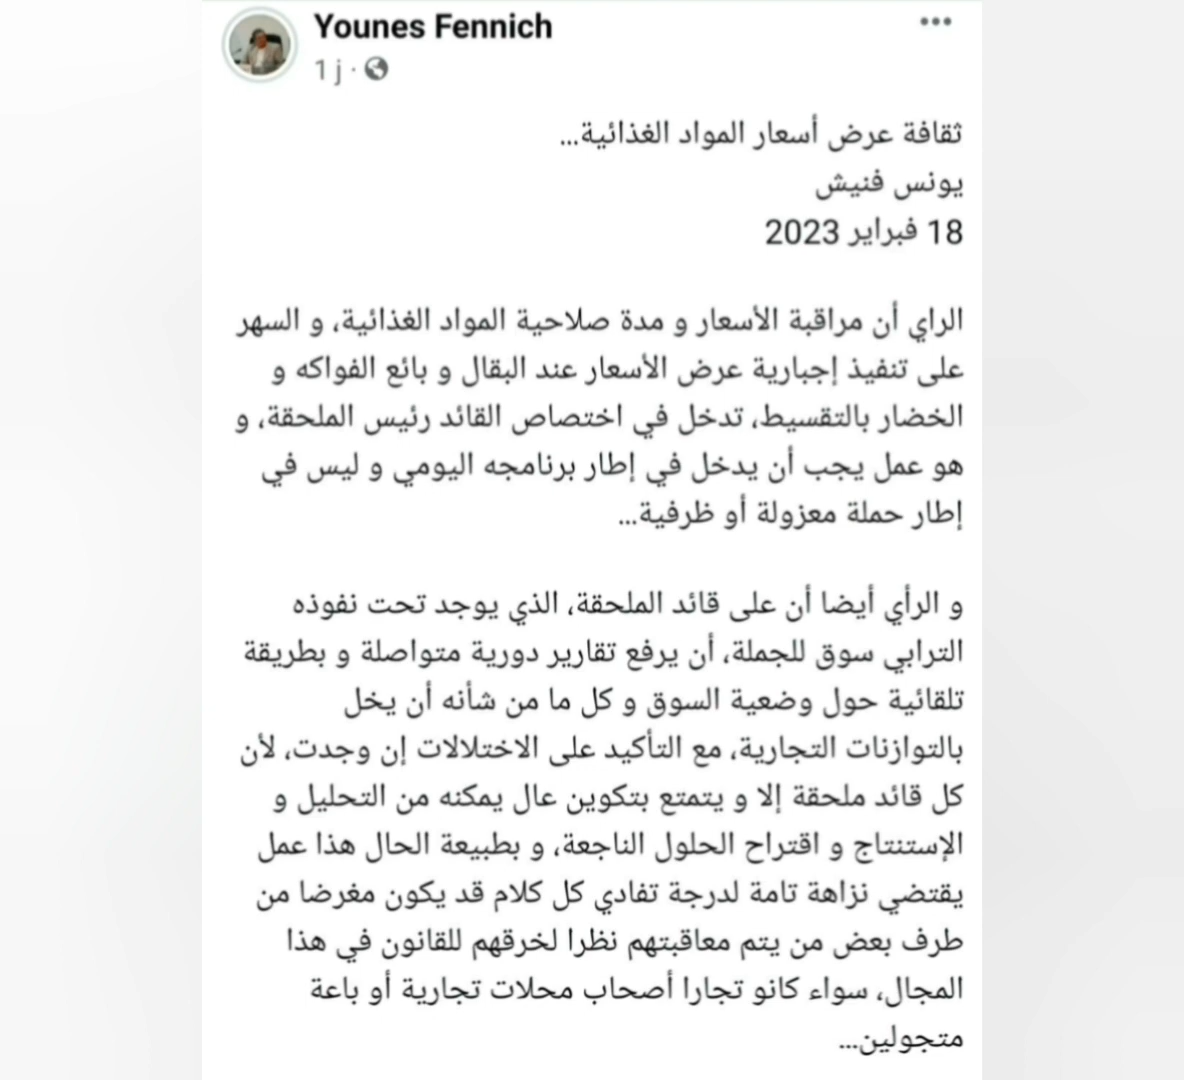 Younes Fennich
1 j ·
ثقافة عرض أسعار المواد الغذائية...
يونس فنيش
18 فبراير 2023
الراي أن مراقبة الأسعار و مدة صلاحية المواد الغذائية، و السهر
على تنفيذ إجبارية عرض الأسعار عند البقال و بائع الفواكه و
الخضار بالتقسيط، تدخل في اختصاص القائد رئيس الملحقة، و
هو عمل يجب أن يدخل في إطار برنامجه اليومي و ليس في
إطار حملة معزولة أو ظرفية...
و الرأي أيضا أن على قائد الملحقة، الذي يوجد تحت نفوذه
الترابي سوق للجملة، أن يرفع تقارير دورية متواصلة و بطريقة
تلقائية حول وضعية السوق و كل ما من شأنه أن يخل
بالتوازنات التجارية، مع التأكيد على الاختلالات إن وجدت، لأن
كل قائد ملحقة إلا و يتمتع بتكوين عال يمكنه من التحليل و
الإستنتاج و اقتراح الحلول الناجعة، و بطبيعة الحال هذا عمل
يقتضي نزاهة تامة لدرجة تفادي كل كلام قد يكون مغرضا من
طرف بعض من يتم معاقبتهم نظرا لخرقهم للقانون في هذا
المجال، سواء كانو تجارا أصحاب محلات تجارية أو باعة
متجولين...